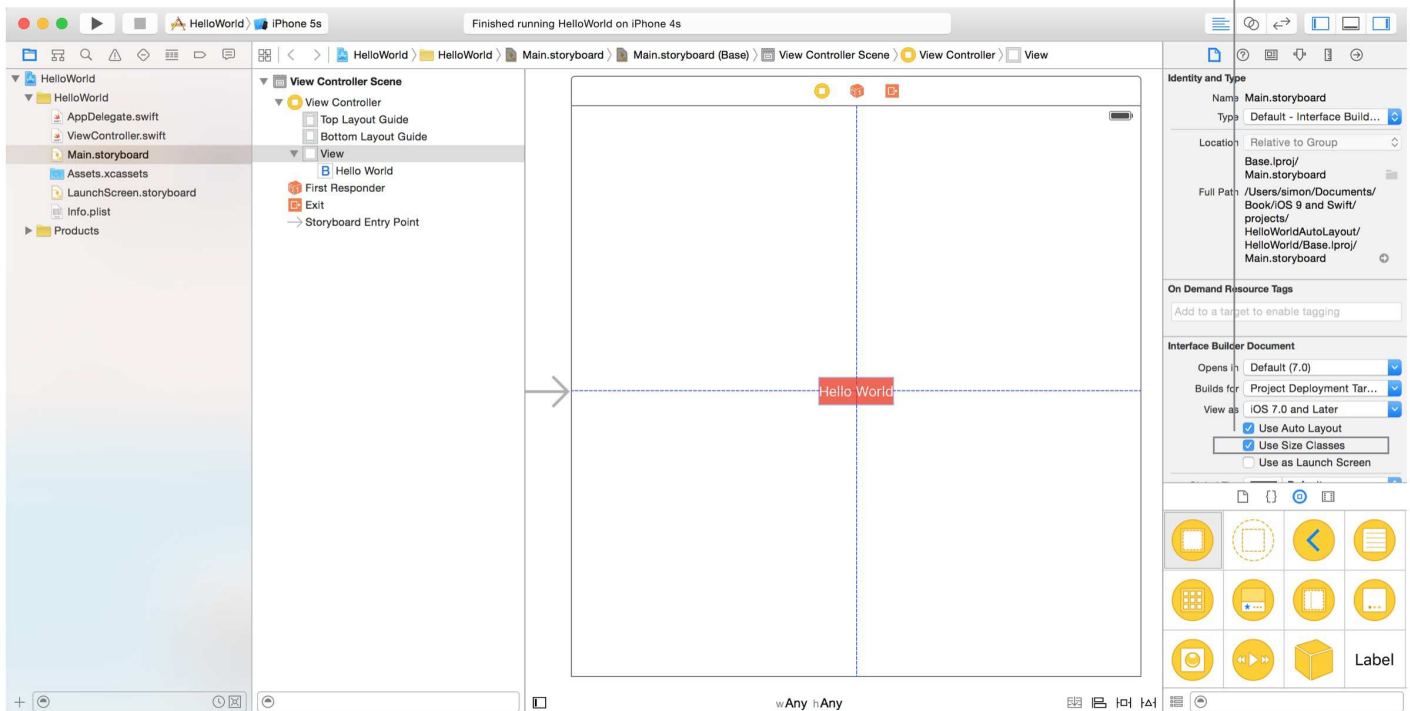 HelloWorld
iPhone 5s
Finished running HelloWorld on iPhone 4s
HelloWorld
HelloWorld
AppDelegate.swift
ViewController.swift
Main.storyboard
Assets.xcassets
LaunchScreen.storyboard
Info.plist
Products
HelloWorld
HelloWorld
Main.storyboard
Main.storyboard (Base)
View Controller Scene
View Controller
View
View Controller Scene
View Controller
Top Layout Guide
Bottom Layout Guide
View
B Hello World
First Responder
Exit
Storyboard Entry Point
Hello World
wAny hAny
Identity and Type
Name Main.storyboard
Type Default - Interface Build...
Location Relative to Group
Base.lproj/
Main.storyboard
Full Path /Users/simon/Documents/
Book/iOS 9 and Swift/
projects/
HelloWorldAutoLayout/
HelloWorld/Base.lproj/
Main.storyboard
On Demand Resource Tags
Add to a target to enable tagging
Interface Builder Document
Opens in Default (7.0)
Builds for Project Deployment Tar...
View as iOS 7.0 and Later
Use Auto Layout
Use Size Classes
Use as Launch Screen
{}
Label